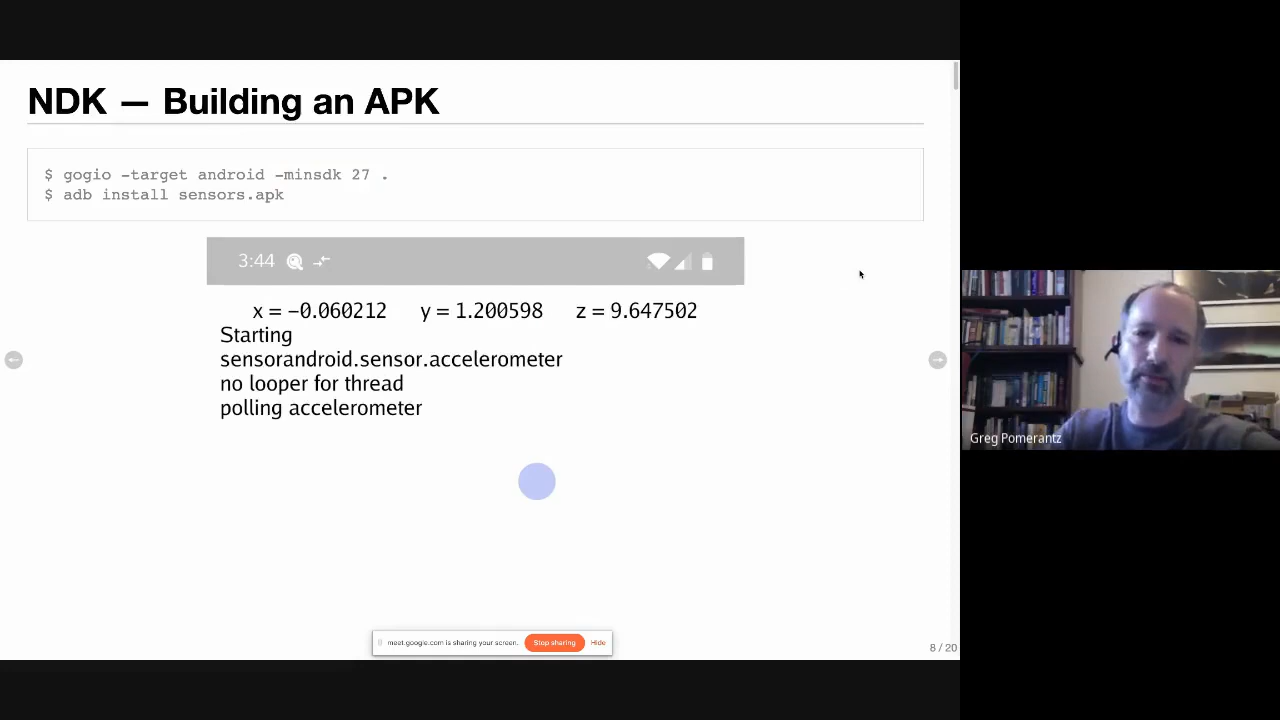 NDK — Building an APK
$ gogio -target android -minsdk 27 .
$ adb install sensors.apk
3:44
x = −0.060212 y = 1.200598 z = 9.647502
Starting
sensorandroid.sensor.accelerometer
no looper for thread
polling accelerometer
Greg Pomerantz
meet.google.com is sharing your screen. Stop sharing Hide
8 / 20